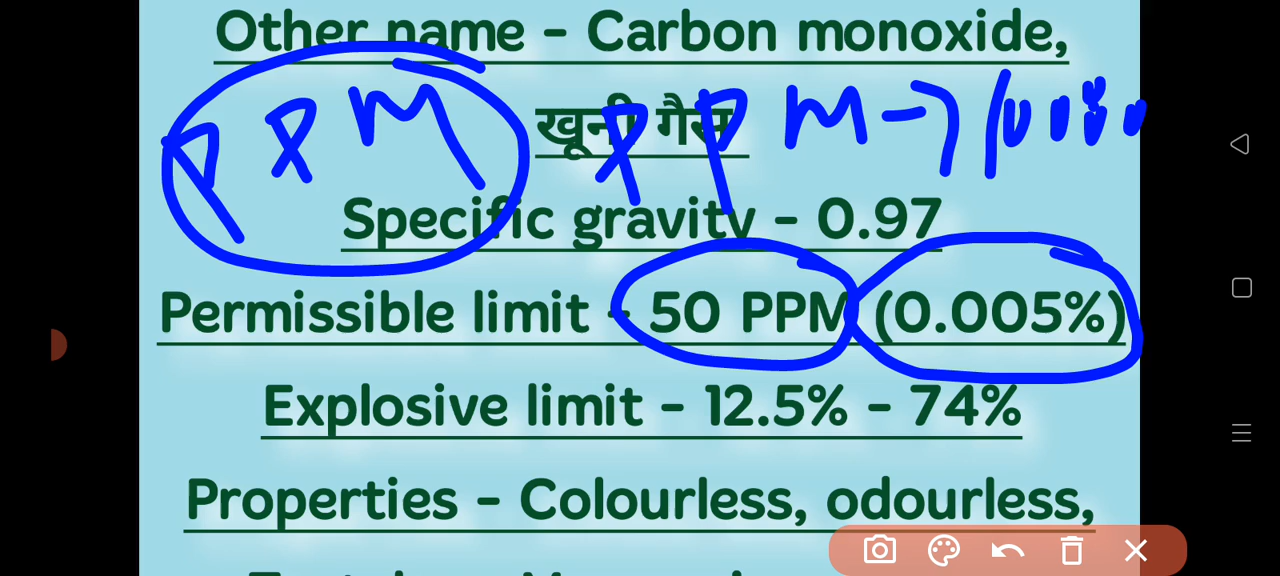 Other name - Carbon monoxide,
PPM
खूनी गैस
PPM →
Specific gravity - 0.97
Permissible limit - 50 PPM (0.005%)
Explosive limit - 12.5% - 74%
Properties - Colourless, odourless,